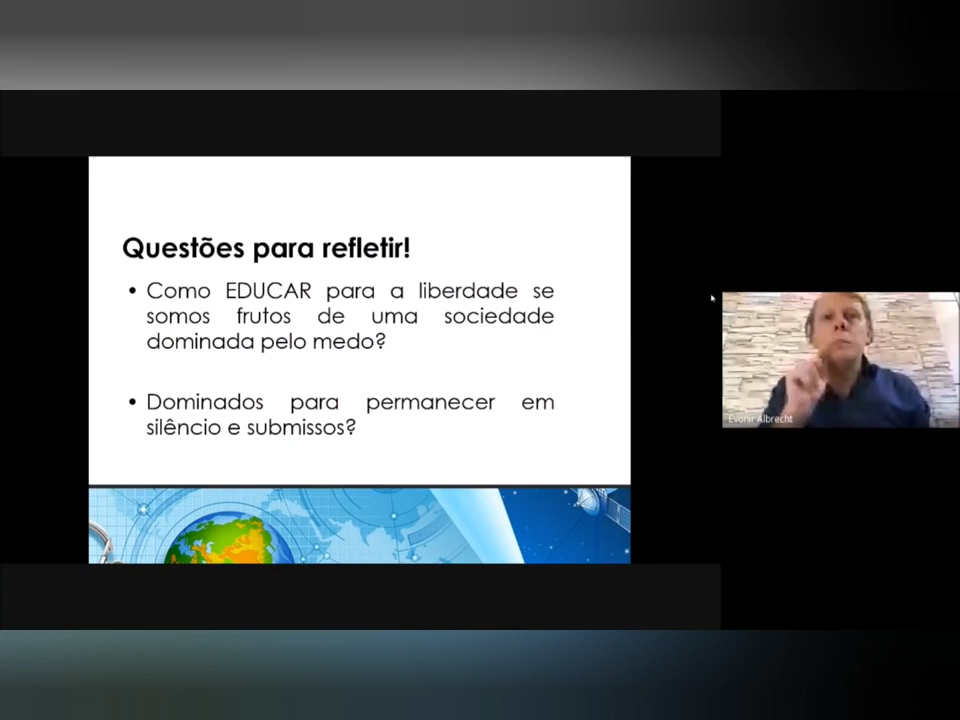 Questões para refletir!
• Como EDUCAR para a liberdade se
somos frutos de uma sociedade
dominada pelo medo?
• Dominados para permanecer em
silêncio e submissos?
Evonir Albrecht